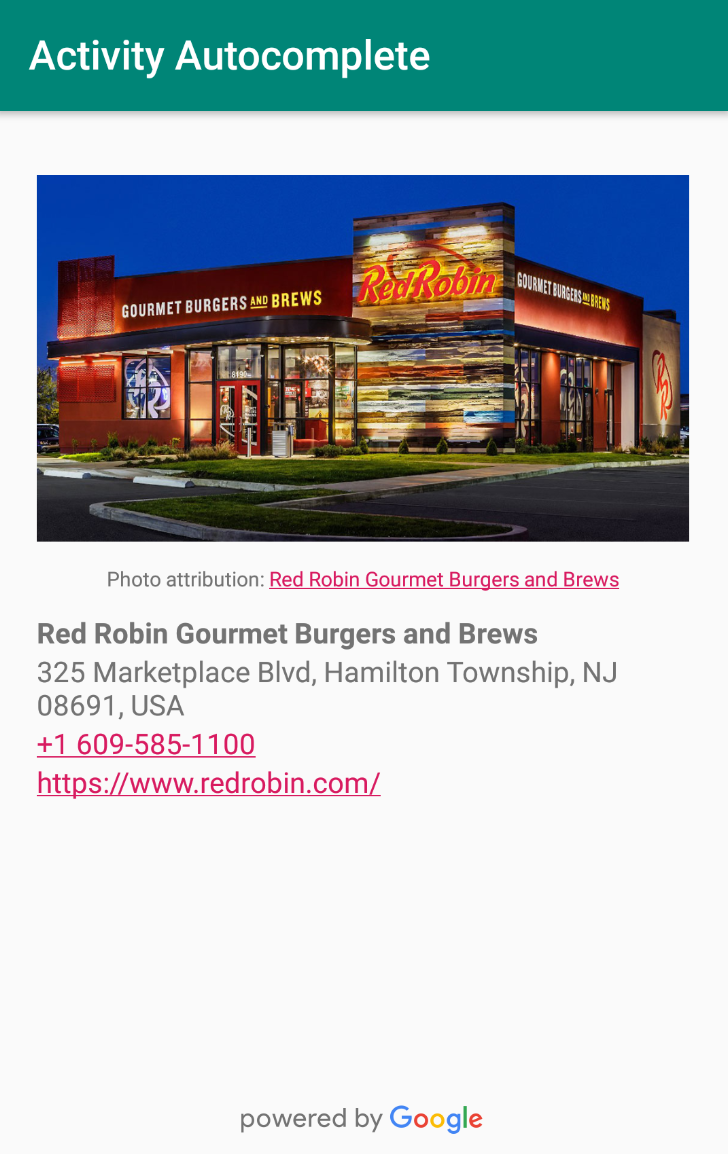 Activity Autocomplete
GOURMET BURGERS AND BREWS
Red Robin
GOURMET BURGERS AND BREWS
8199
Photo attribution: Red Robin Gourmet Burgers and Brews
Red Robin Gourmet Burgers and Brews
325 Marketplace Blvd, Hamilton Township, NJ
08691, USA
+1 609-585-1100
https://www.redrobin.com/
powered by Google